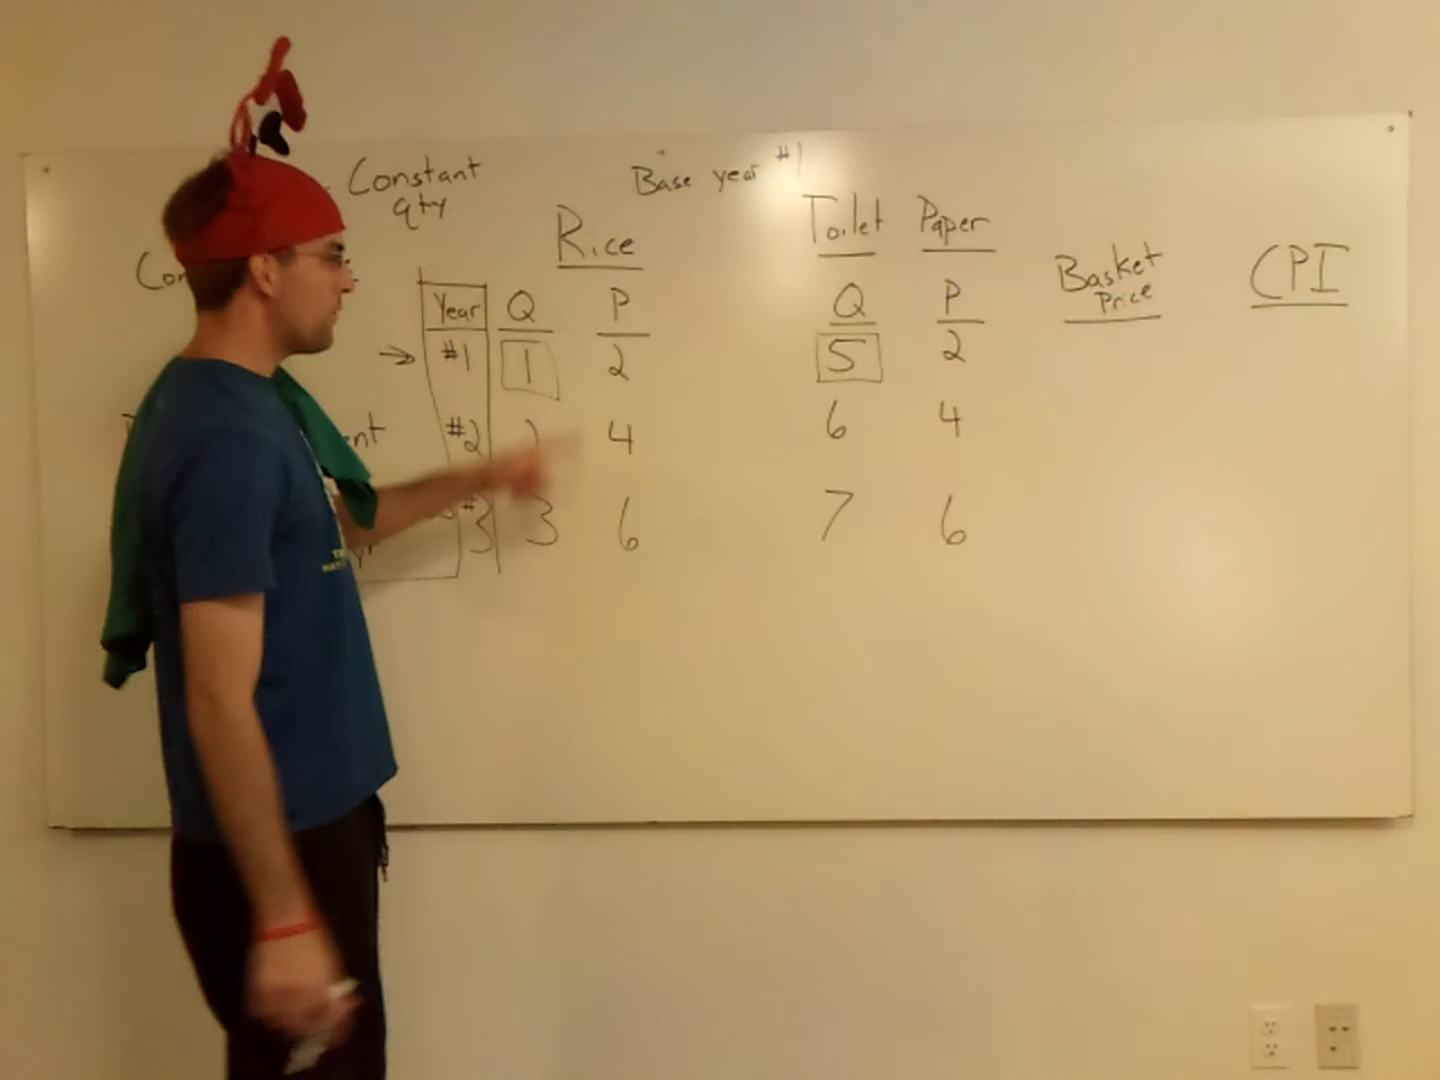 Constant
qty
Base year #1
Rice
Toilet Paper
Basket
Price
CPI
Year Q P Q P
#1 1 2 5 2
#2 4 6 4
#3 3 6 7 6